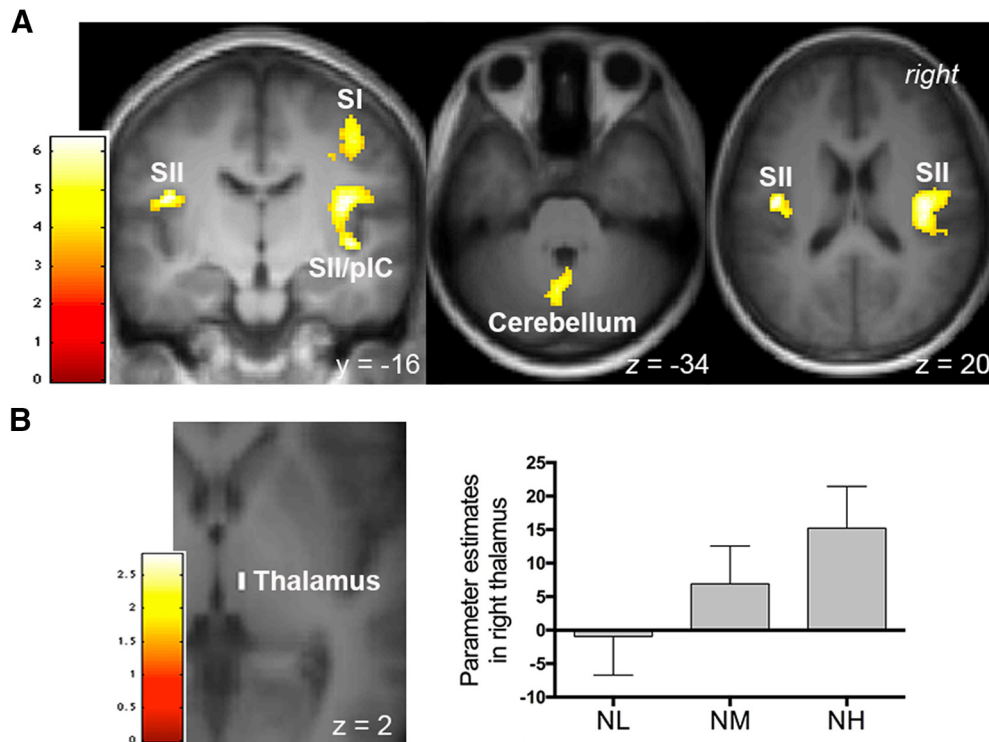 A
right
SI
SII
SII
SII
SII/pIC
Cerebellum
6
5
4
3
2
1
0
y = -16
z = -34
z = 20
B
Thalamus
2.5
2
1.5
1
0.5
0
z = 2
Parameter estimates
in right thalamus
25
20
15
10
5
0
-5
-10
NL
NM
NH